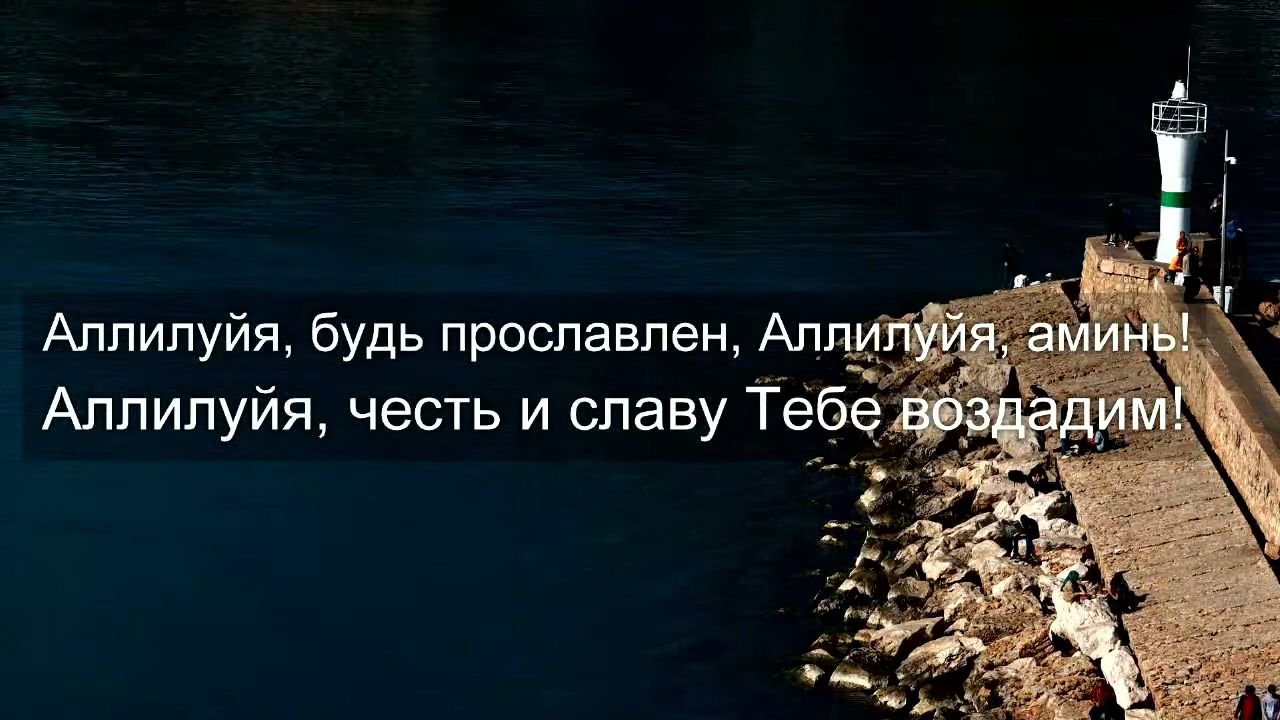 Аллилуйя, будь прославлен, Аллилуйя, аминь!
Аллилуйя, честь и славу Тебе воздадим!